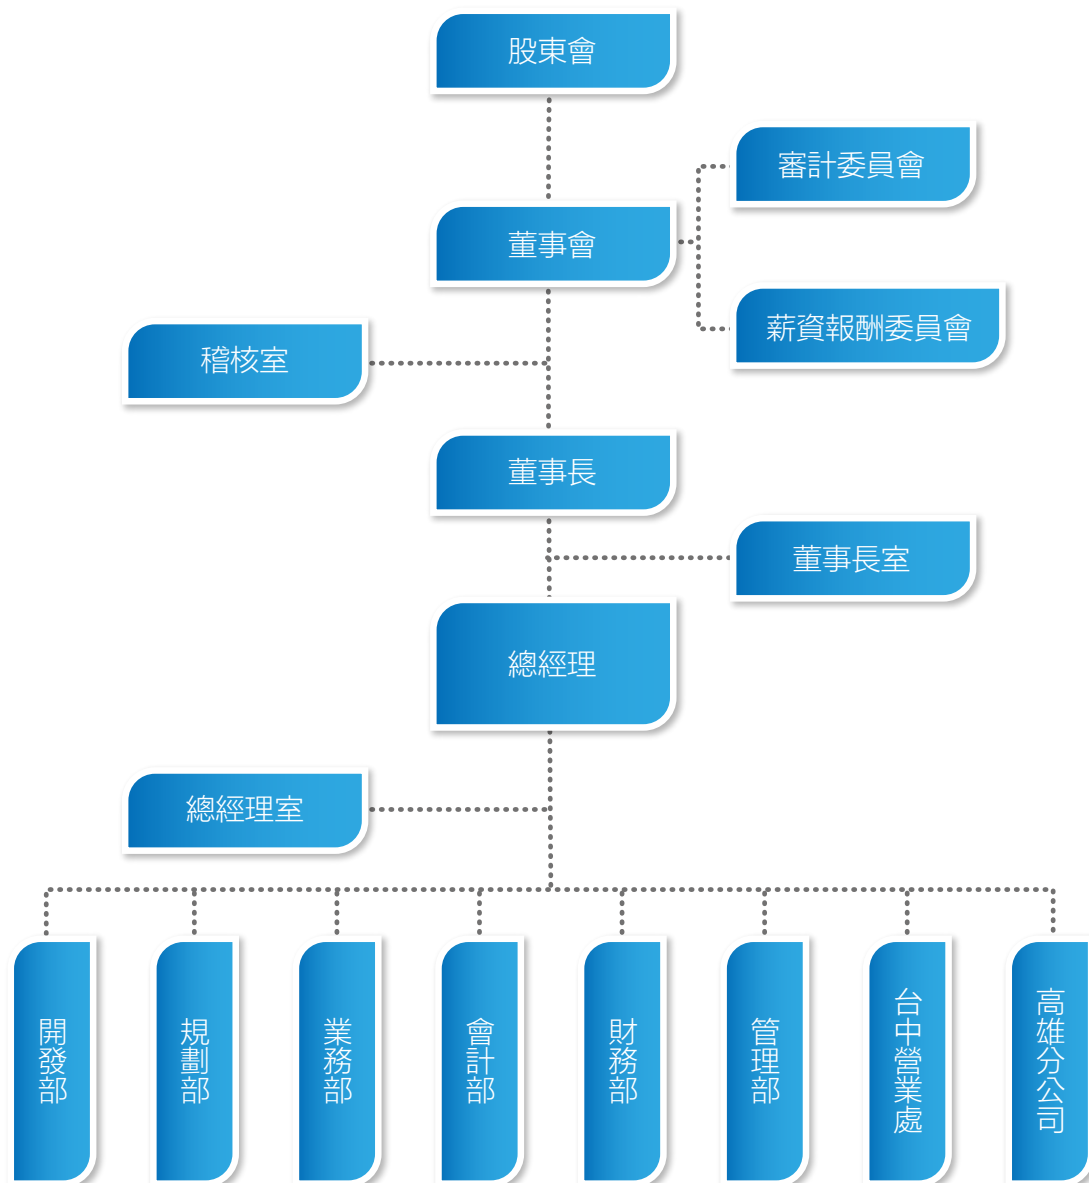 股東會
審計委員會
董事會
薪資報酬委員會
稽核室
董事長
董事長室
總經理
總經理室
開發部
規劃部
業務部
會計部
財務部
管理部
台中營業處
高雄分公司